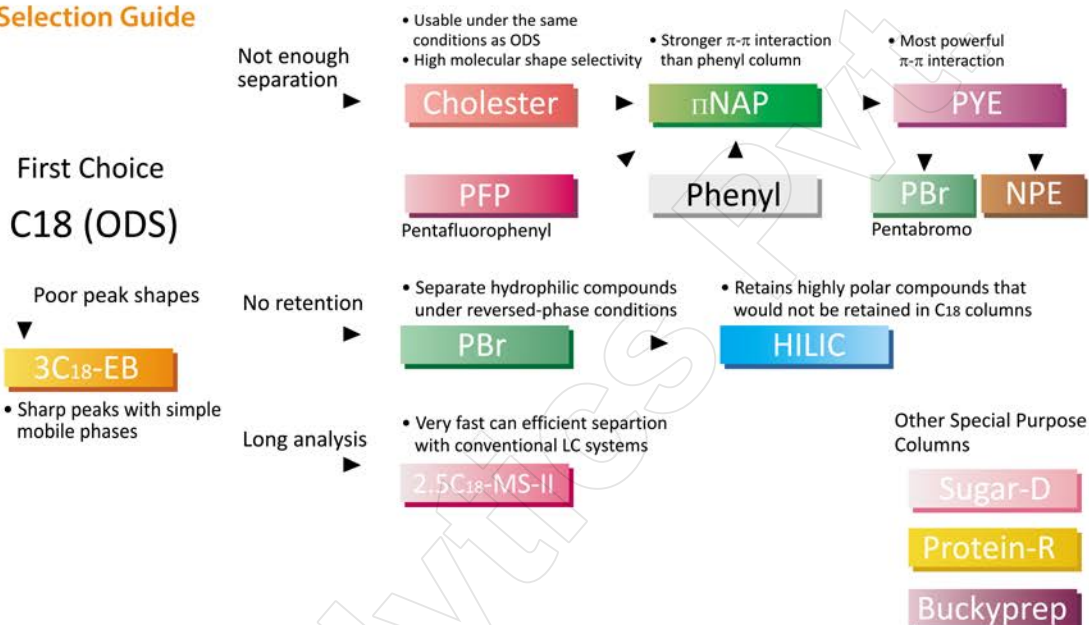 Selection Guide
Not enough
separation
• Usable under the same
conditions as ODS
• High molecular shape selectivity
Cholester
• Stronger π-π interaction
than phenyl column
πNAP
• Most powerful
π-π interaction
PYE
First Choice
C18 (ODS)
PFP
Pentafluorophenyl
Phenyl
PBr
Pentabromo
NPE
Poor peak shapes
3C18-EB
• Sharp peaks with simple
mobile phases
No retention
• Separate hydrophilic compounds
under reversed-phase conditions
PBr
• Retains highly polar compounds that
would not be retained in C18 columns
HILIC
Long analysis
• Very fast can efficient separtion
with conventional LC systems
2.5C18-MS-II
Other Special Purpose
Columns
Sugar-D
Protein-R
Buckyprep